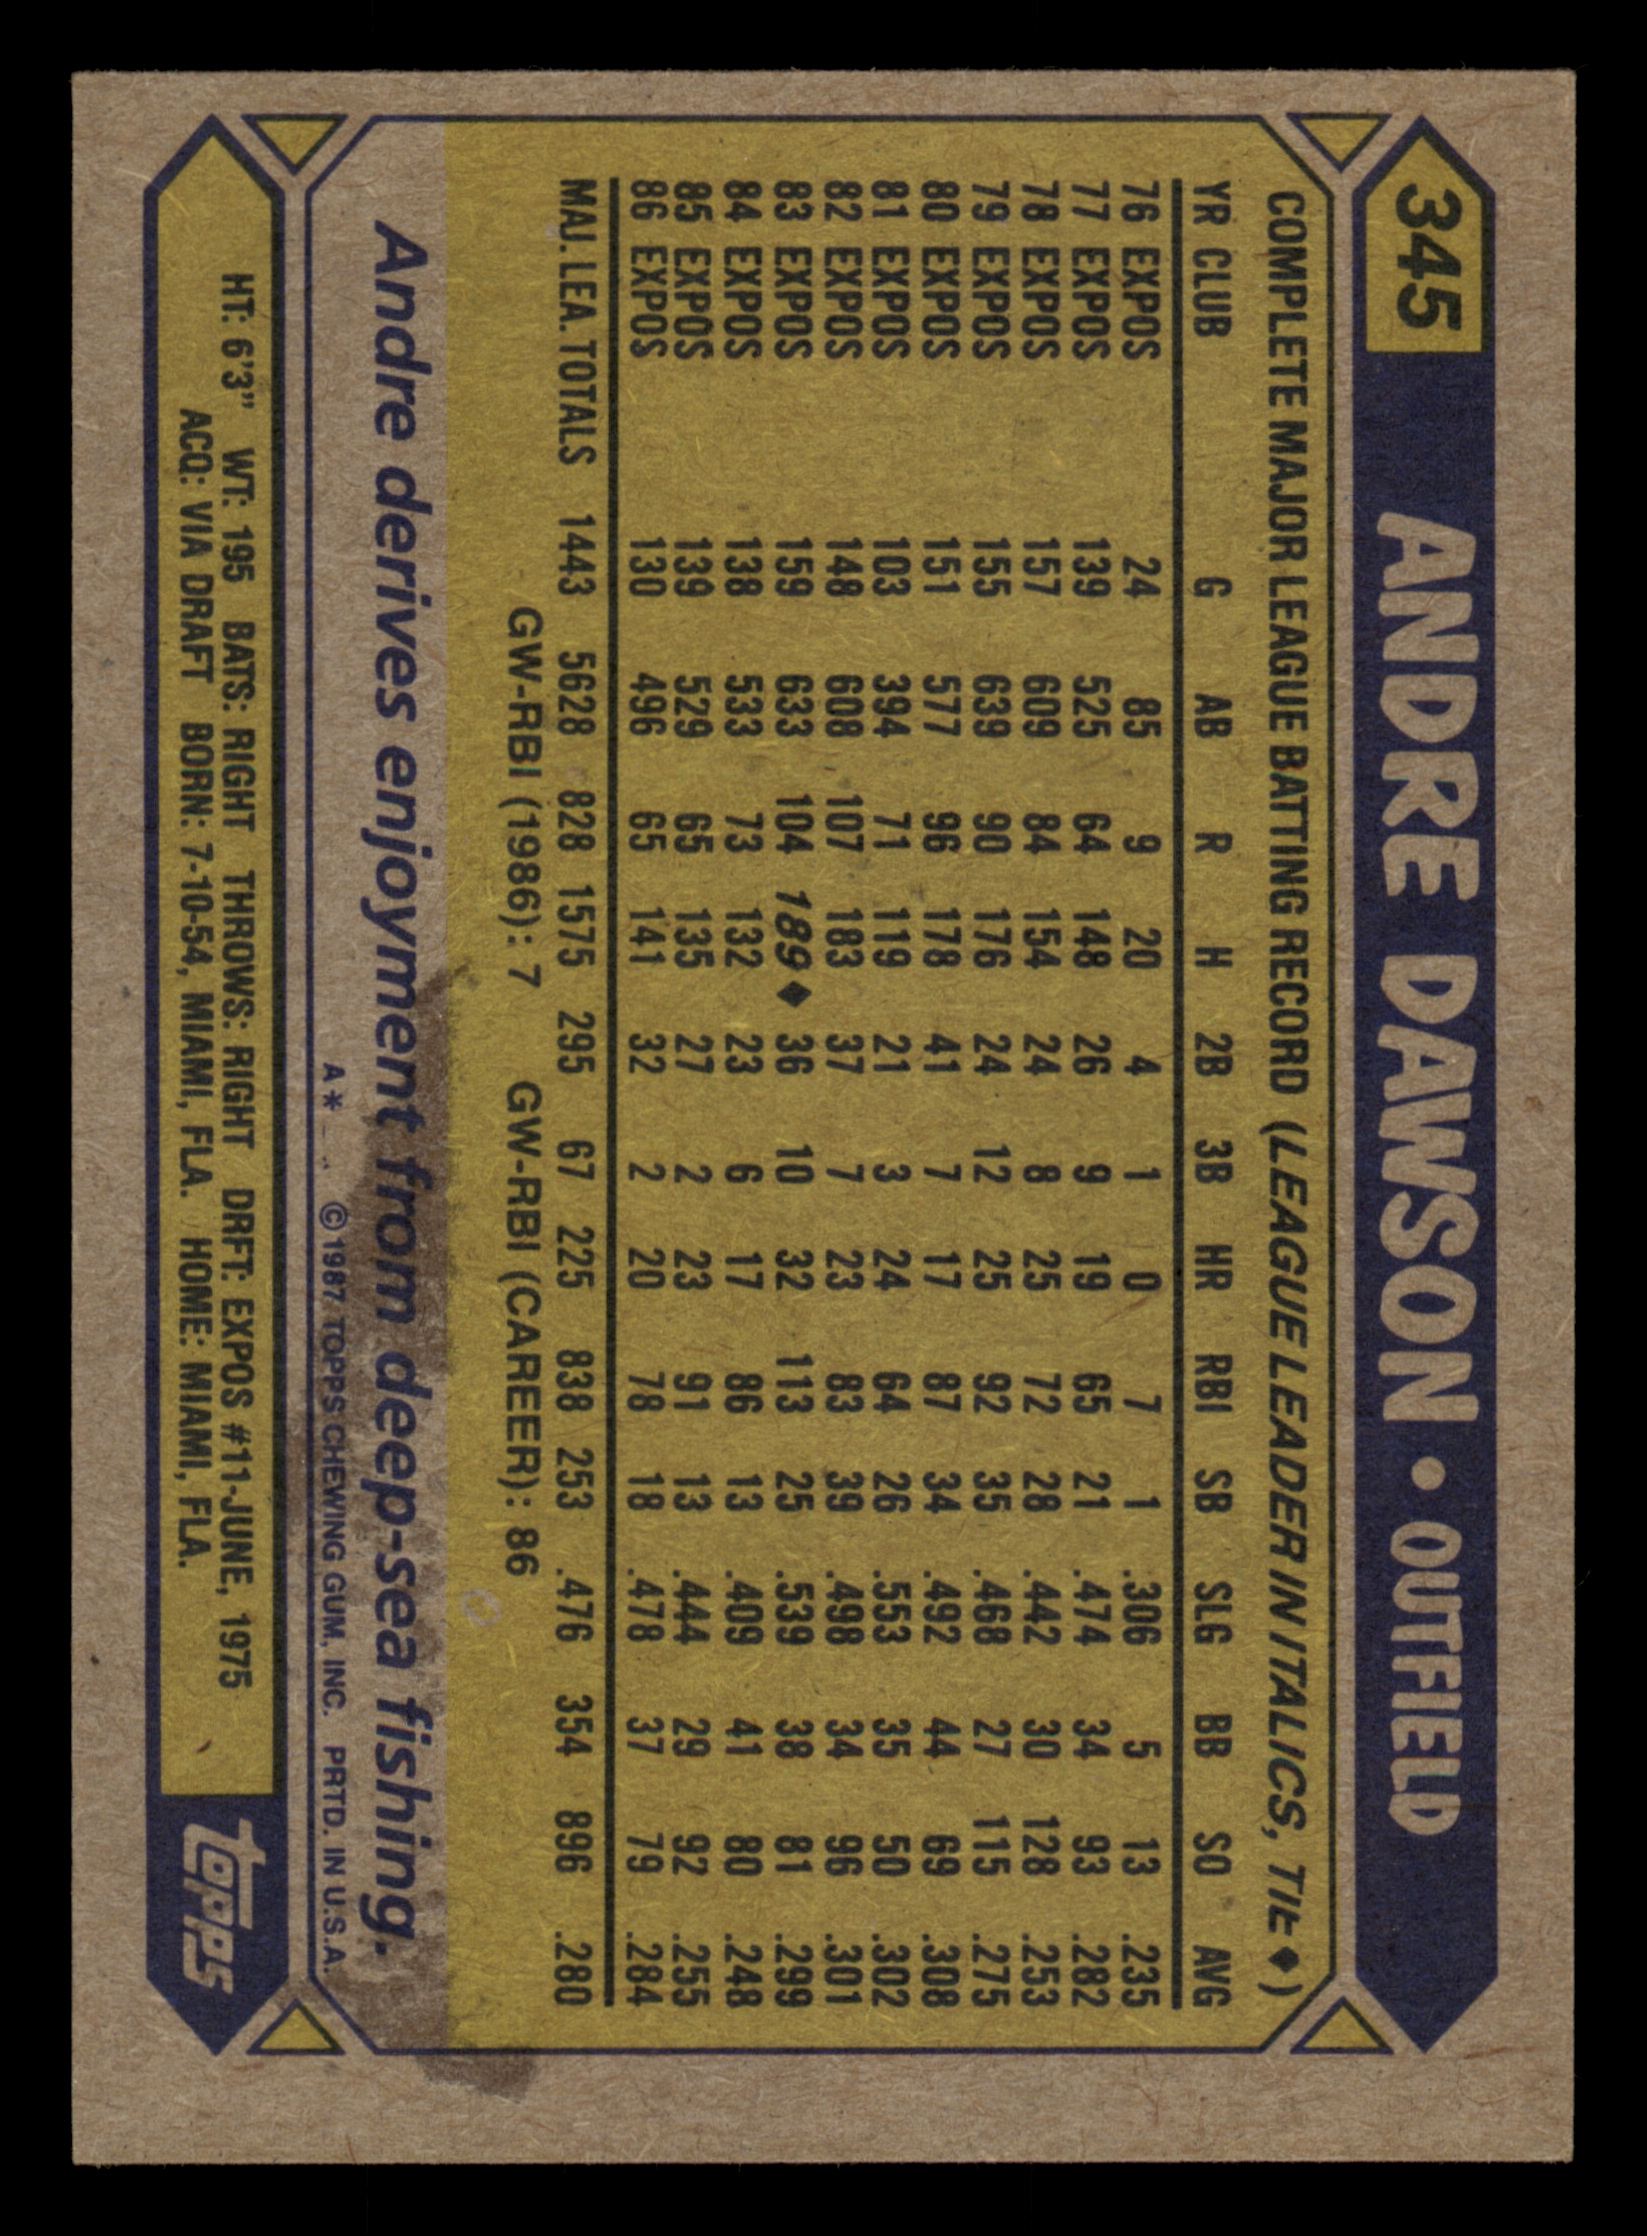 345 ANDRE DAWSON • OUTFIELD
COMPLETE MAJOR LEAGUE BATTING RECORD (LEAGUE LEADER IN ITALICS, TIE ♦)
YR CLUB G AB R H 2B 3B HR RBI SB SLG BB SO AVG
76 EXPOS 24 85 9 20 4 1 0 7 1 .306 5 13 .235
77 EXPOS 139 525 64 148 26 9 19 65 21 .474 34 93 .282
78 EXPOS 157 609 84 154 24 8 25 72 28 .442 30 128 .253
79 EXPOS 155 639 90 176 24 12 25 92 35 .468 27 115 .275
80 EXPOS 151 577 96 178 41 7 17 87 34 .492 44 69 .308
81 EXPOS 103 394 71 119 21 3 24 64 26 .553 35 50 .302
82 EXPOS 148 608 107 183 37 7 23 83 39 .498 34 96 .301
83 EXPOS 159 633 104 189♦ 36 10 32 113 25 .539 38 81 .299
84 EXPOS 138 533 73 132 23 6 17 86 13 .409 41 80 .248
85 EXPOS 139 529 65 135 27 2 23 91 13 .444 29 92 .255
86 EXPOS 130 496 65 141 32 2 20 78 18 .478 37 79 .284
MAJ. LEA. TOTALS 1443 5628 828 1575 295 67 225 838 253 .476 354 896 .280
GW-RBI (1986): 7 GW-RBI (CAREER): 86
Andre derives enjoyment from deep-sea fishing.
A* ©1987 TOPPS CHEWING GUM, INC. PRTD. IN U.S.A.
HT: 6'3" WT: 195 BATS: RIGHT THROWS: RIGHT DRFT: EXPOS #11-JUNE, 1975
ACQ: VIA DRAFT BORN: 7-10-54, MIAMI, FLA. HOME: MIAMI, FLA.
topps